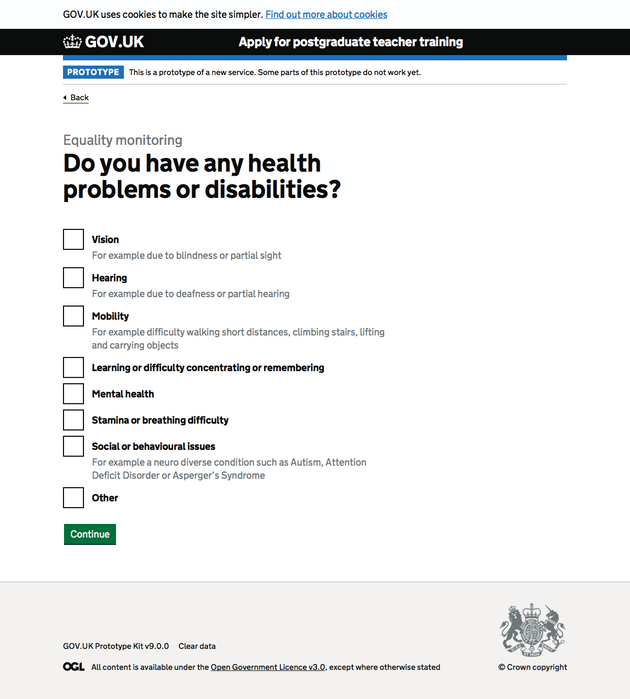 GOV.UK uses cookies to make the site simpler. Find out more about cookies
GOV.UK Apply for postgraduate teacher training
PROTOTYPE This is a prototype of a new service. Some parts of this prototype do not work yet.
Back
Equality monitoring
Do you have any health
problems or disabilities?
Vision
For example due to blindness or partial sight
Hearing
For example due to deafness or partial hearing
Mobility
For example difficulty walking short distances, climbing stairs, lifting
and carrying objects
Learning or difficulty concentrating or remembering
Mental health
Stamina or breathing difficulty
Social or behavioural issues
For example a neuro diverse condition such as Autism, Attention
Deficit Disorder or Asperger's Syndrome
Other
Continue
GOV.UK Prototype Kit v9.0.0 Clear data
OGL All content is available under the Open Government Licence v3.0, except where otherwise stated
© Crown copyright